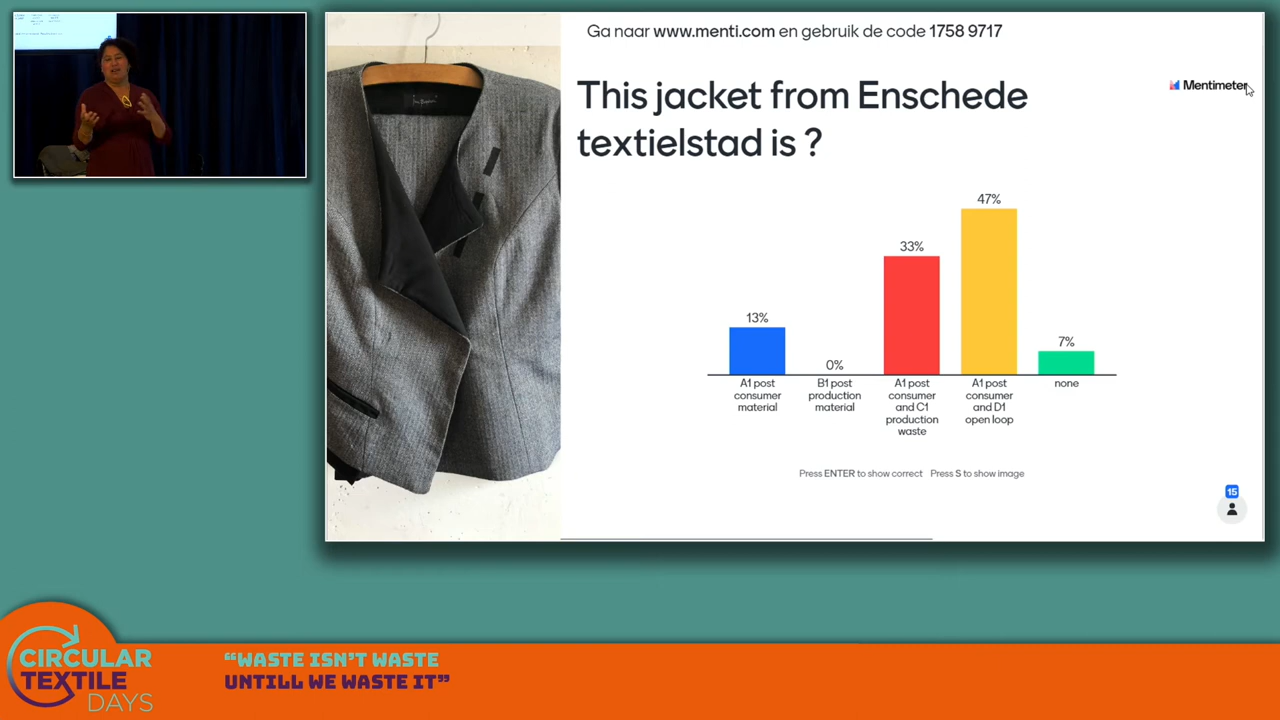 Ga naar www.menti.com en gebruik de code 1758 9717
This jacket from Enschede
textielstad is ?
Mentimeter
47%
33%
13%
0%
7%
A1 post
consumer
material
B1 post
production
material
A1 post
consumer
and C1
production
waste
A1 post
consumer
and D1
open loop
none
Press ENTER to show correct Press S to show image
15
CIRCULAR
TEXTILE
DAYS
“WASTE ISN’T WASTE
UNTILL WE WASTE IT”